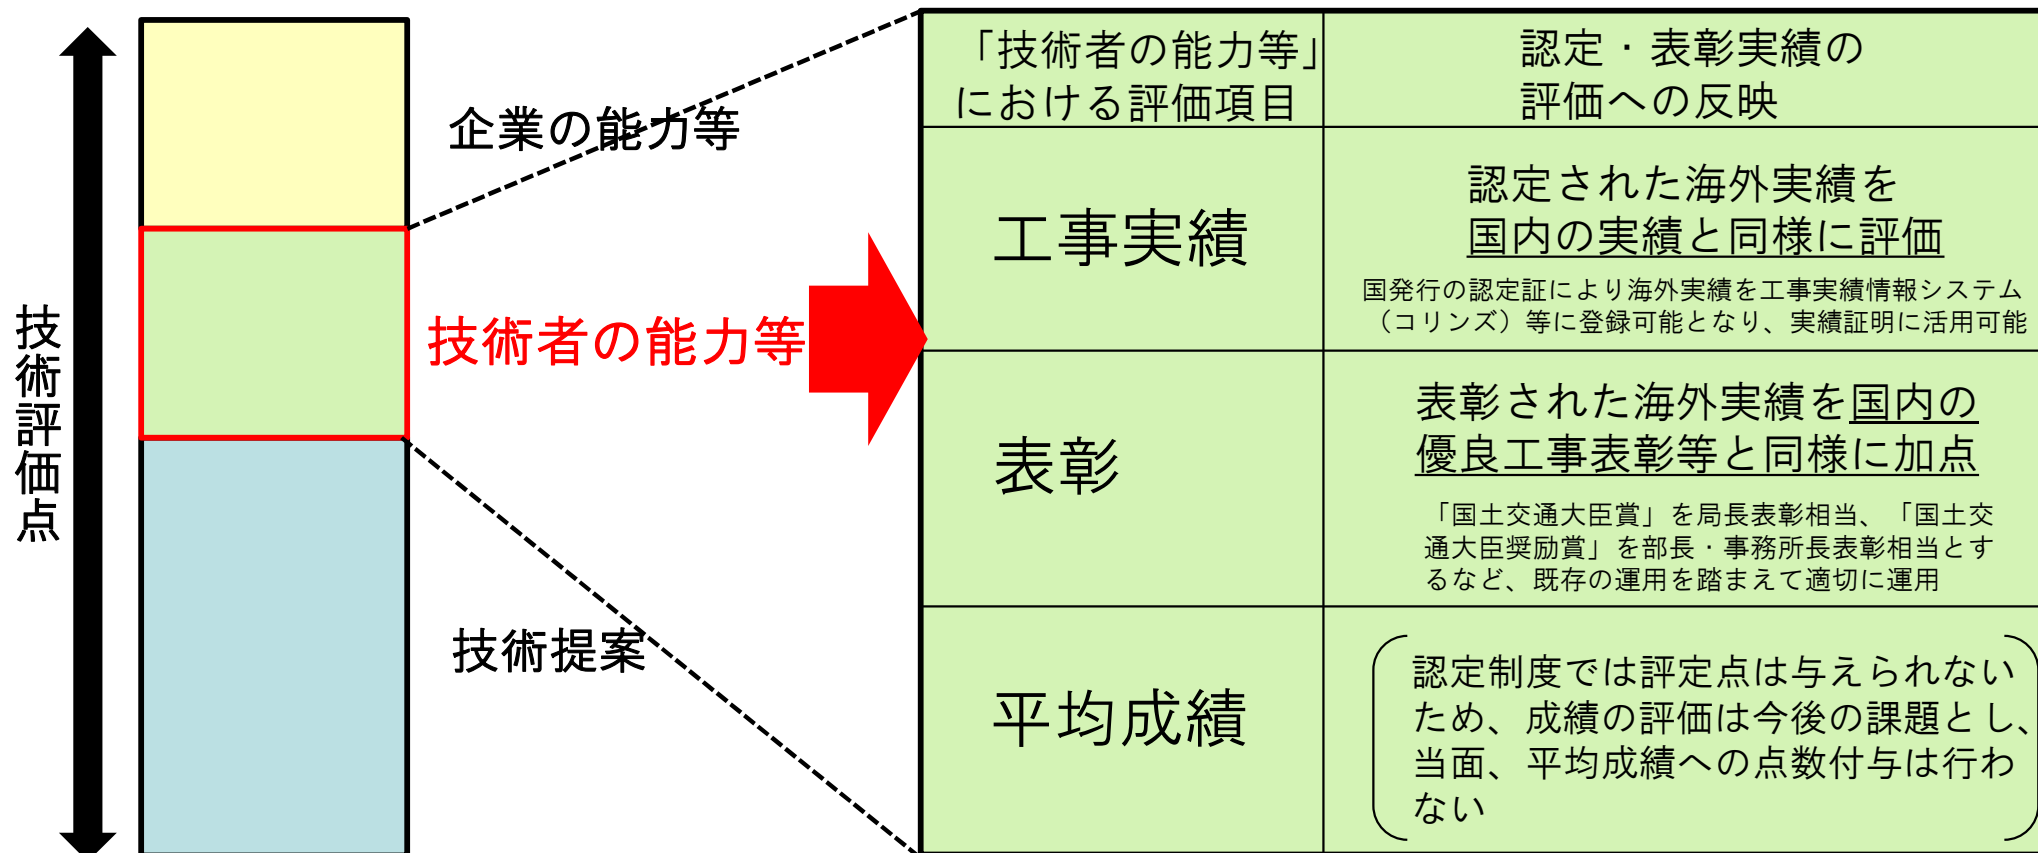 技術評価点
企業の能力等
技術者の能力等
技術提案
「技術者の能力等」
における評価項目
認定・表彰実績の
評価への反映
工事実績
認定された海外実績を
国内の実績と同様に評価
国発行の認定証により海外実績を工事実績情報システム
（コリンズ）等に登録可能となり、実績証明に活用可能
表彰
表彰された海外実績を国内の
優良工事表彰等と同様に加点
「国土交通大臣賞」を局長表彰相当、「国土交
通大臣奨励賞」を部長・事務所長表彰相当とす
るなど、既存の運用を踏まえて適切に運用
平均成績
認定制度では評定点は与えられない
ため、成績の評価は今後の課題とし、
当面、平均成績への点数付与は行わ
ない